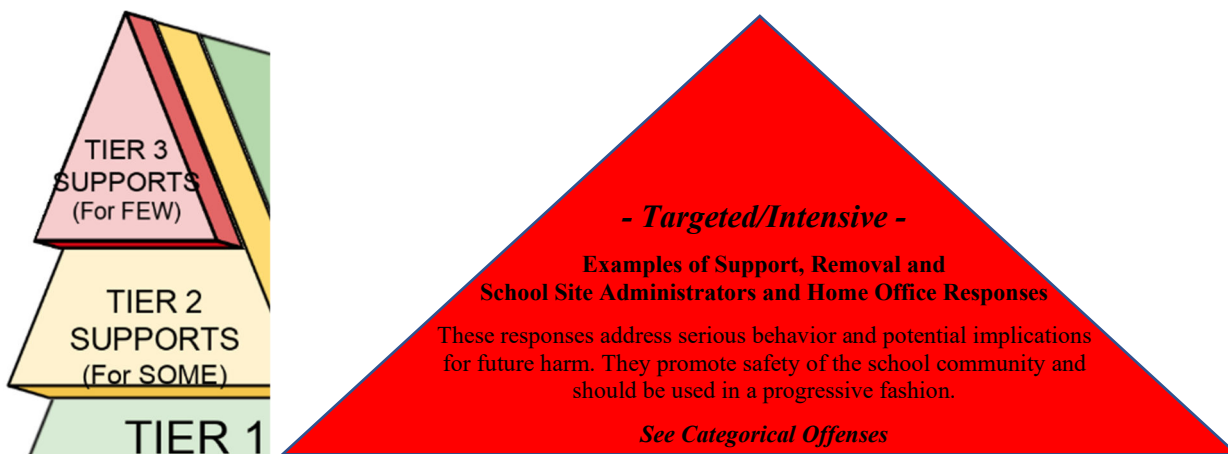 TIER 3
SUPPORTS
(For FEW)
TIER 2
SUPPORTS
(For SOME)
TIER 1
- Targeted/Intensive -
Examples of Support, Removal and
School Site Administrators and Home Office Responses
These responses address serious behavior and potential implications
for future harm. They promote safety of the school community and
should be used in a progressive fashion.
See Categorical Offenses